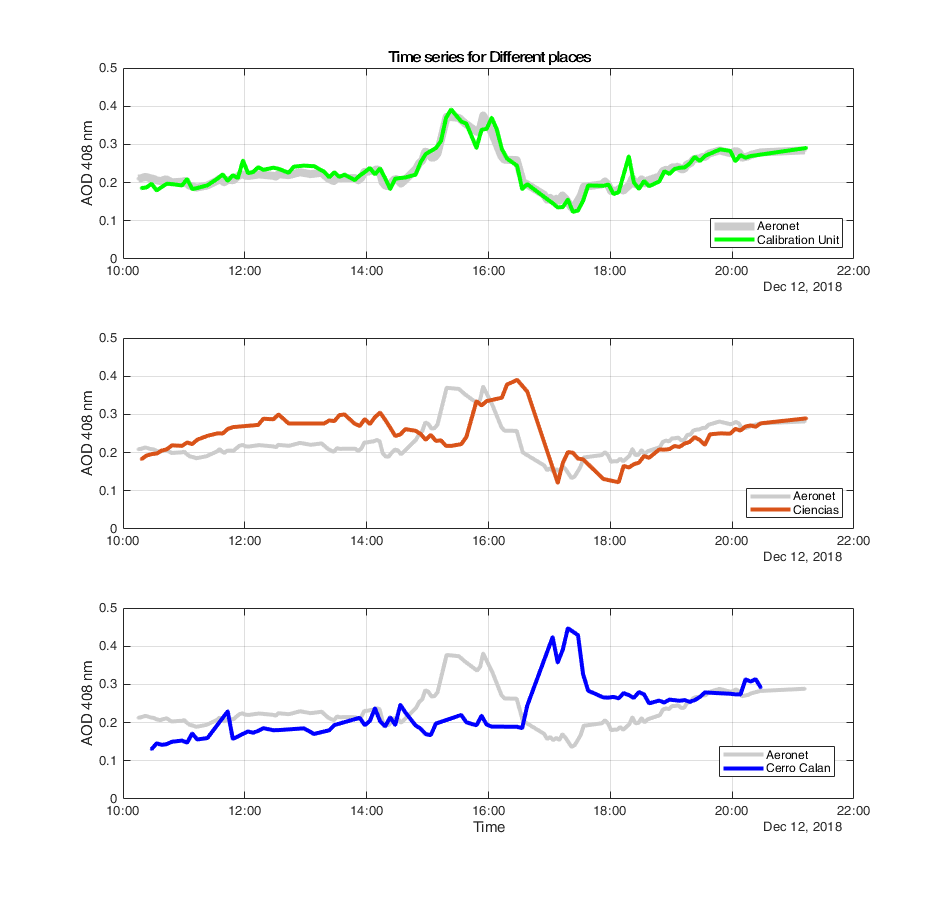 Time series for Different places
0.5
0.4
0.3
0.2
0.1
0
AOD 408 nm
Aeronet
Calibration Unit
10:00 12:00 14:00 16:00 18:00 20:00 22:00
Dec 12, 2018
0.5
0.4
0.3
0.2
0.1
0
AOD 408 nm
Aeronet
Ciencias
10:00 12:00 14:00 16:00 18:00 20:00 22:00
Dec 12, 2018
0.5
0.4
0.3
0.2
0.1
0
AOD 408 nm
Aeronet
Cerro Calan
10:00 12:00 14:00 16:00 18:00 20:00 22:00
Time
Dec 12, 2018